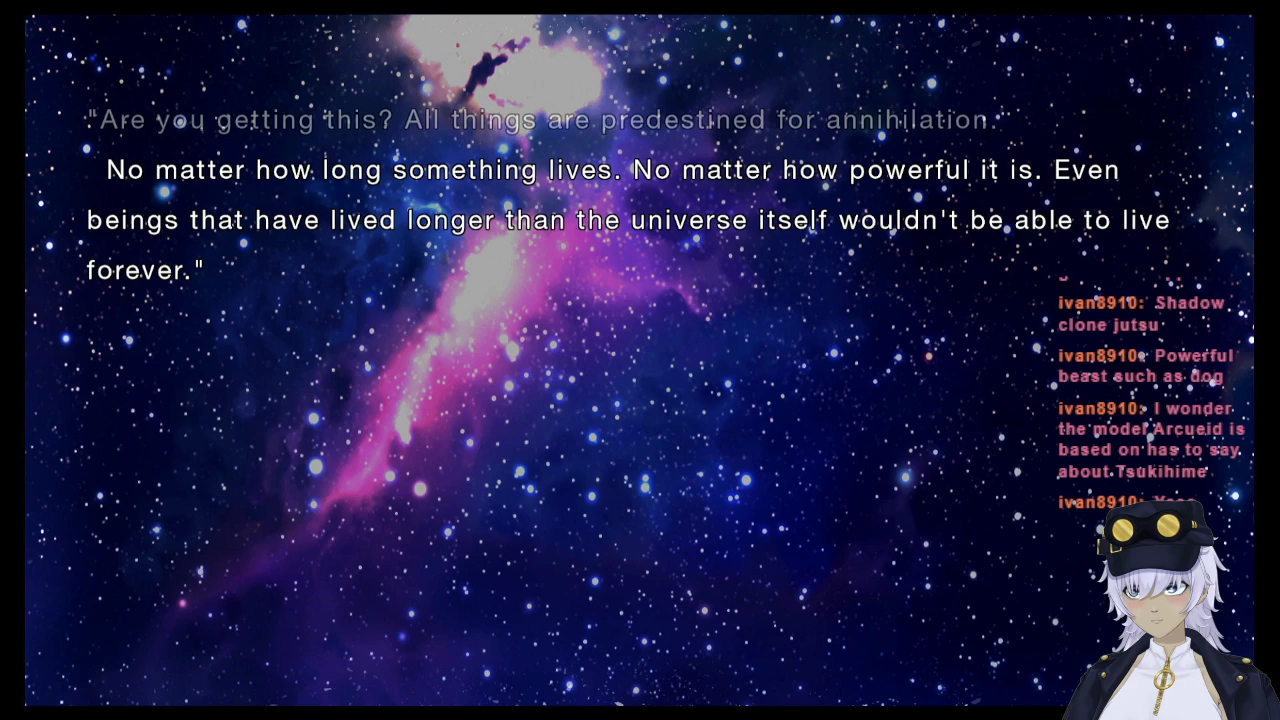 "Are you getting this? All things are predestined for annihilation.
No matter how long something lives. No matter how powerful it is. Even
beings that have lived longer than the universe itself wouldn't be able to live
forever."
ivan8910: Shadow
clone jutsu
ivan8910: Powerful
beast such as dog
ivan8910: I wonder
the model Arcueid is
based on has to say
about Tsukihime
ivan8910: